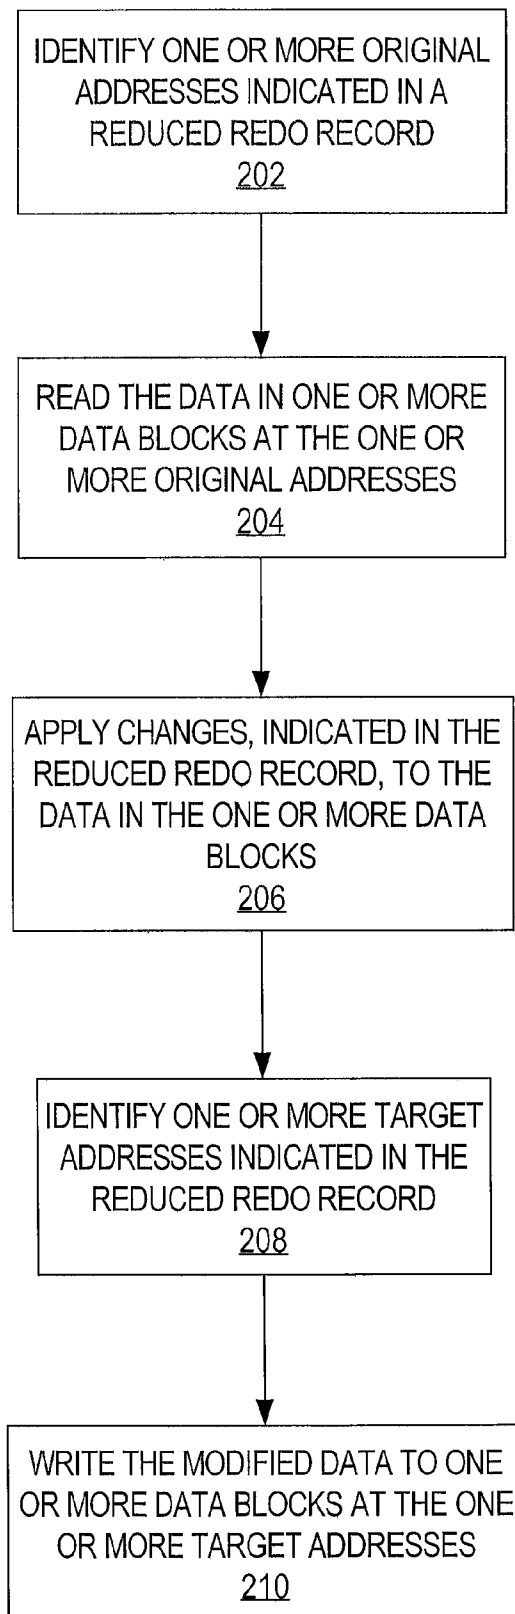 IDENTIFY ONE OR MORE ORIGINAL
ADDRESSES INDICATED IN A
REDUCED REDO RECORD
202
READ THE DATA IN ONE OR MORE
DATA BLOCKS AT THE ONE OR
MORE ORIGINAL ADDRESSES
204
APPLY CHANGES, INDICATED IN THE
REDUCED REDO RECORD, TO THE
DATA IN THE ONE OR MORE DATA
BLOCKS
206
IDENTIFY ONE OR MORE TARGET
ADDRESSES INDICATED IN THE
REDUCED REDO RECORD
208
WRITE THE MODIFIED DATA TO ONE
OR MORE DATA BLOCKS AT THE ONE
OR MORE TARGET ADDRESSES
210